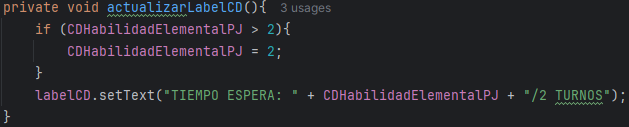 private void actualizarLabelCD(){ 3 usages
if (CDHabilidadElementalPJ > 2){
CDHabilidadElementalPJ = 2;
}
labelCD.setText("TIEMPO ESPERA: " + CDHabilidadElementalPJ + "/2 TURNOS");
}